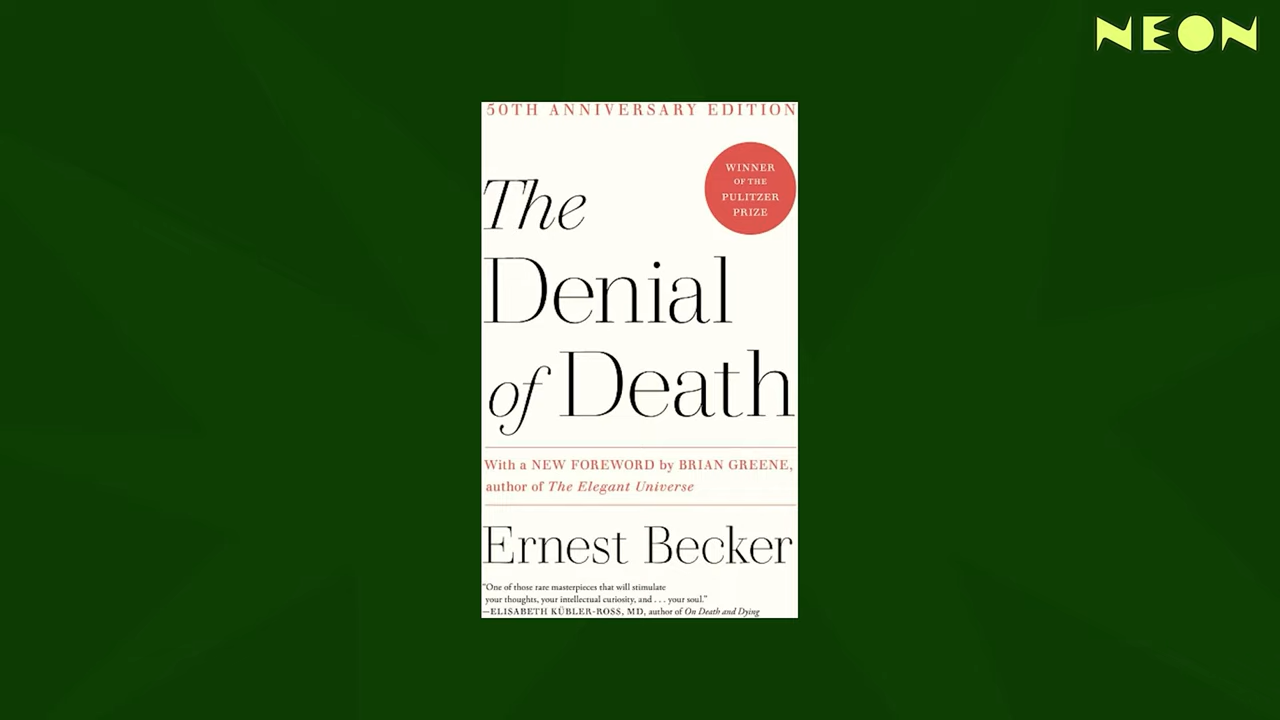 NEON
50TH ANNIVERSARY EDITION
WINNER
OF THE
PULITZER
PRIZE
The
Denial
of Death
With a NEW FOREWORD by BRIAN GREENE,
author of The Elegant Universe
Ernest Becker
“One of those rare masterpieces that will stimulate
your thoughts, your intellectual curiosity, and . . . your soul.”
—ELISABETH KÜBLER-ROSS, MD, author of On Death and Dying